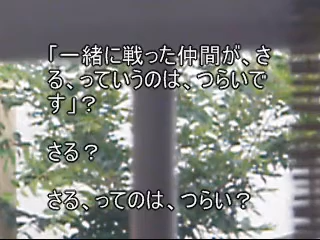 「一緒に戦った仲間が、さ
る、っていうのは、つらいで
す」？
さる？
さる、ってのは、つらい？